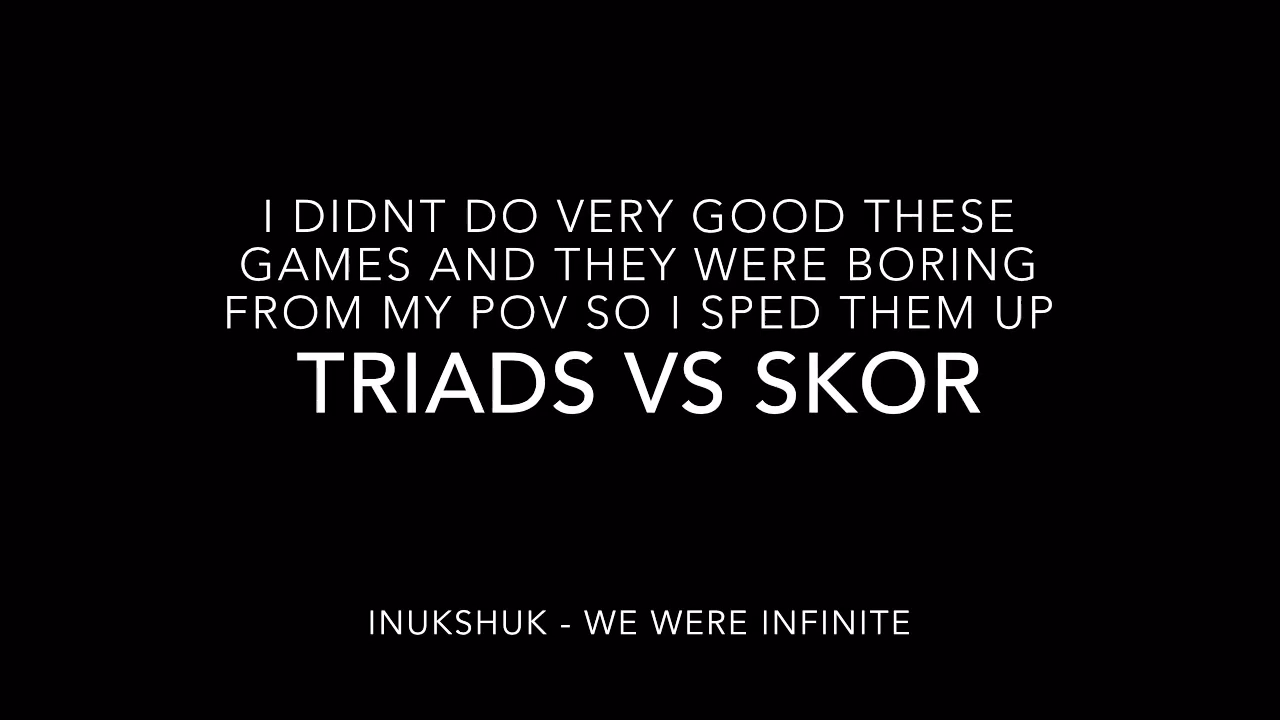 I DIDNT DO VERY GOOD THESE
GAMES AND THEY WERE BORING
FROM MY POV SO I SPED THEM UP
TRIADS VS SKOR
INUKSHUK - WE WERE INFINITE